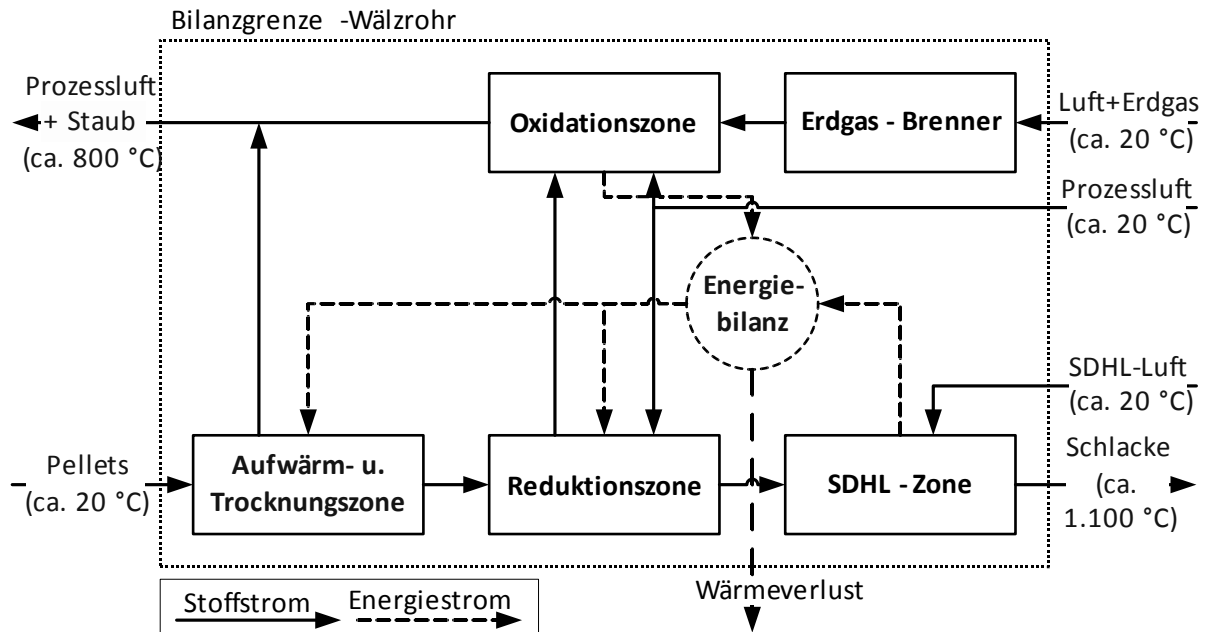 Bilanzgrenze -Wälzrohr
Prozessluft
+ Staub
(ca. 800 °C)
Oxidationszone
Erdgas - Brenner
Luft+Erdgas
(ca. 20 °C)
Prozessluft
(ca. 20 °C)
Energie-
bilanz
SDHL-Luft
(ca. 20 °C)
Pellets
(ca. 20 °C)
Aufwärm- u.
Trocknungszone
Reduktionszone
SDHL - Zone
Schlacke
(ca.
1.100 °C)
Wärmeverlust
Stoffstrom
Energiestrom